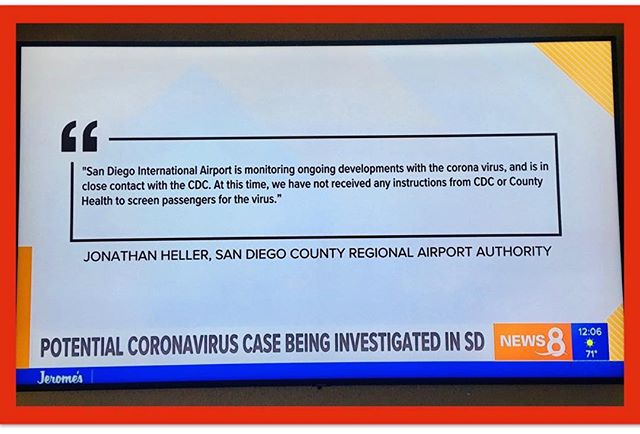 "San Diego International Airport is monitoring ongoing developments with the corona virus, and is in
close contact with the CDC. At this time, we have not received any instructions from CDC or County
Health to screen passengers for the virus."
JONATHAN HELLER, SAN DIEGO COUNTY REGIONAL AIRPORT AUTHORITY
POTENTIAL CORONAVIRUS CASE BEING INVESTIGATED IN SD
NEWS 8
12:06
71°
Jerome's